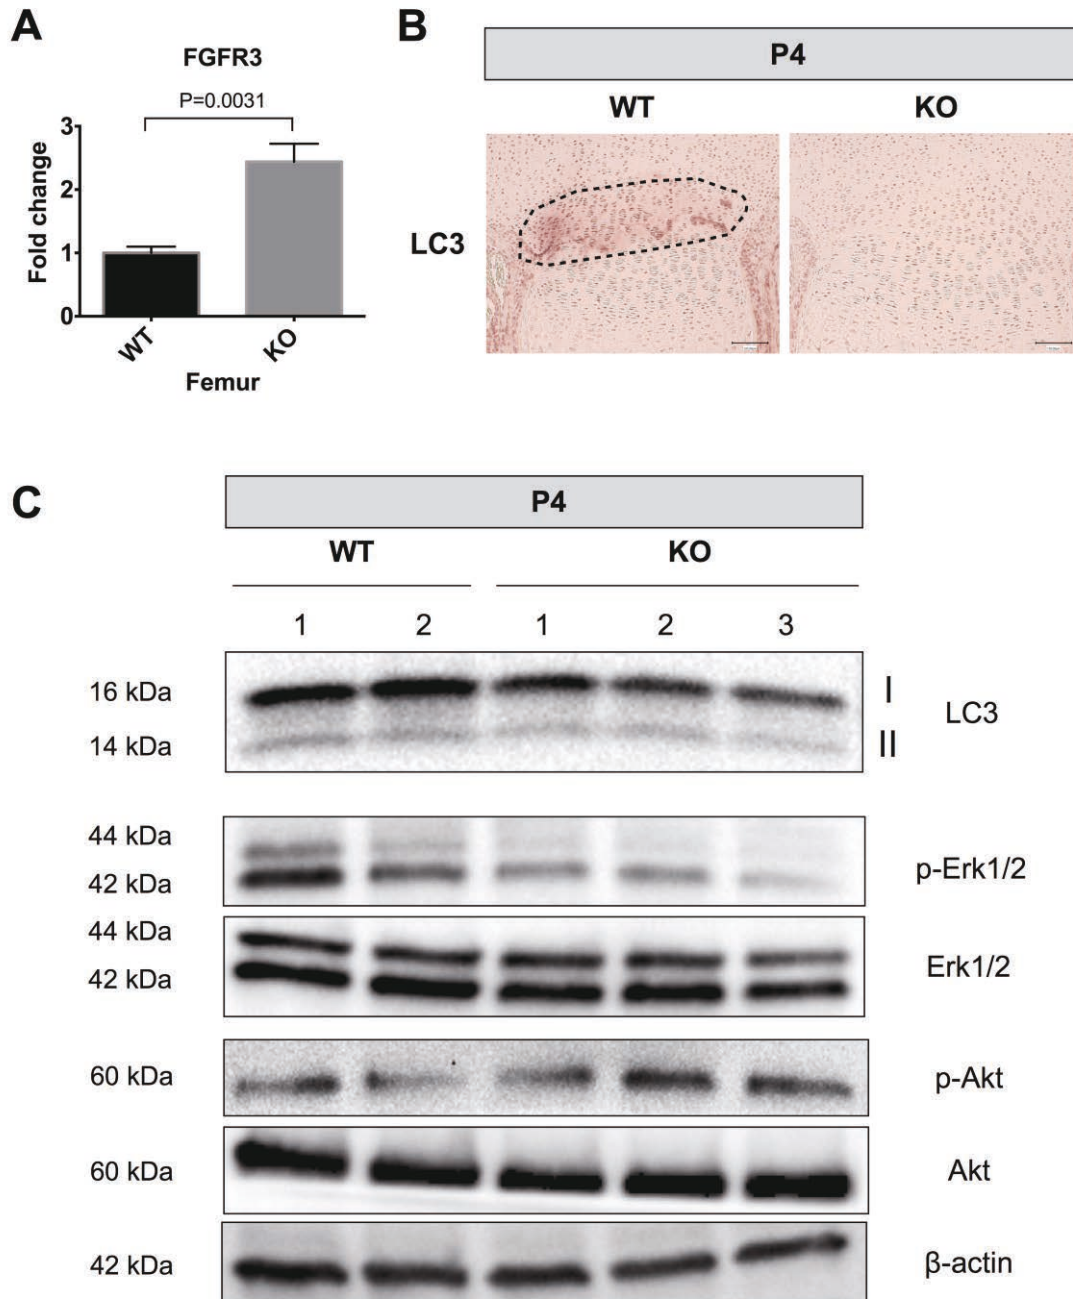 A
FGFR3
P=0.0031
3
2
1
0
Fold change
WT
KO
Femur
B
P4
WT
KO
LC3
C
P4
WT
KO
1 2 1 2 3
16 kDa
14 kDa
I
II
LC3
44 kDa
42 kDa
p-Erk1/2
44 kDa
42 kDa
Erk1/2
60 kDa
p-Akt
60 kDa
Akt
42 kDa
β-actin